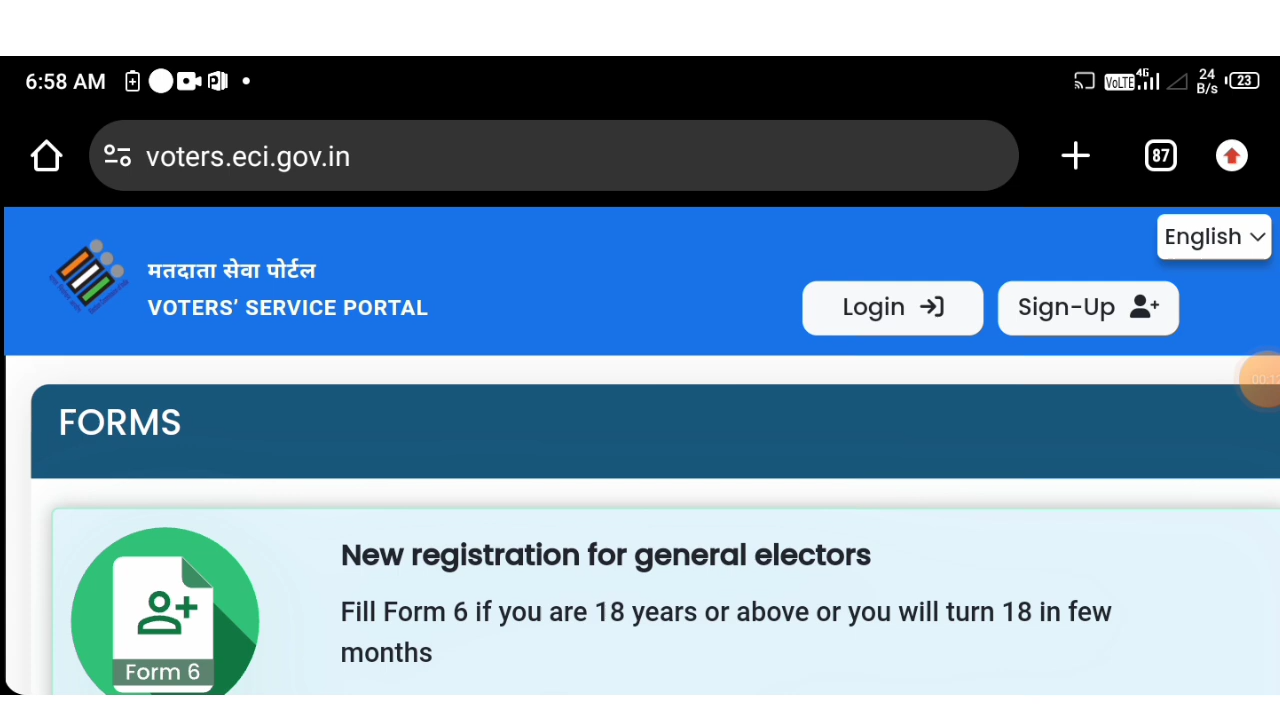 6:58 AM
VoLTE 4G 24 B/s 23
voters.eci.gov.in
87
English
मतदाता सेवा पोर्टल
VOTERS’ SERVICE PORTAL
Login
Sign-Up
FORMS
New registration for general electors
Fill Form 6 if you are 18 years or above or you will turn 18 in few
months
Form 6